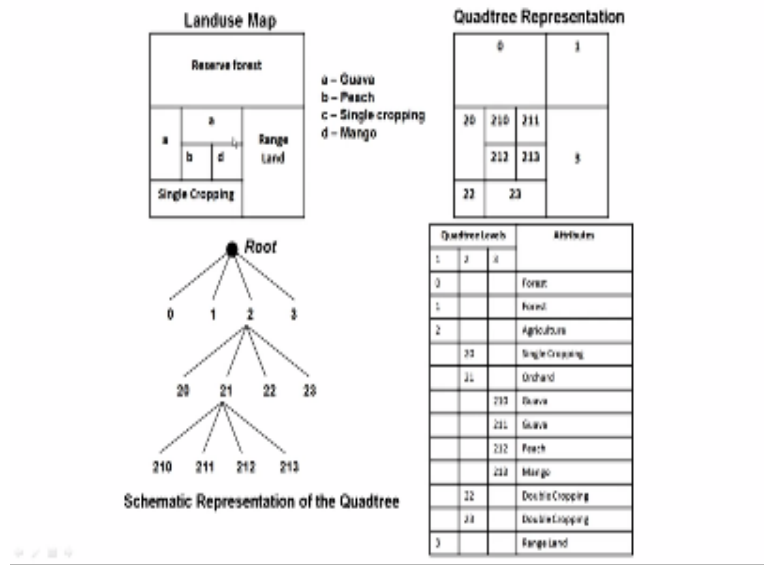 Landuse Map
Reserve forest
a
a
b
d
Range
Land
Single Cropping
a – Guava
b – Peach
c – Single cropping
d – Mango
Quadtree Representation
0
1
20
210
211
212
213
3
22
23
Root
0 1 2 3
20 21 22 23
210 211 212 213
Schematic Representation of the Quadtree
Quadtree Levels
Attributes
1 2 3
0 Forest
1 Forest
2 Agriculture
20 Single Cropping
21 Orchard
210 Guava
211 Guava
212 Peach
213 Mango
22 Double Cropping
23 Double Cropping
3 Range Land